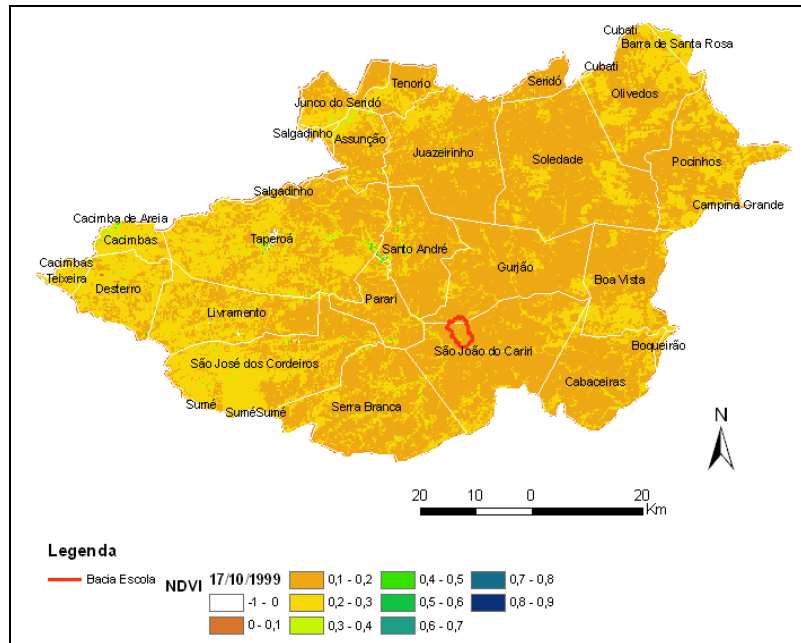 Cubati
Barra de Santa Rosa
Cubati
Tenorio
Seridó
Olivedos
Junco do Seridó
Salgadinho
Assunção
Juazeirinho
Soledade
Pocinhos
Salgadinho
Campina Grande
Cacimba de Areia
Cacimbas
Taperoá
Santo André
Gurjão
Cacimbas
Teixeira
Desterro
Boa Vista
Parari
Livramento
São João do Cariri
Boqueirão
São José dos Cordeiros
Cabaceiras
Sumé
SuméSumé
Serra Branca
N
20 10 0 20
Km
Legenda
Bacia Escola
NDVI
17/10/1999
-1 - 0
0 - 0,1
0,1 - 0,2
0,2 - 0,3
0,3 - 0,4
0,4 - 0,5
0,5 - 0,6
0,6 - 0,7
0,7 - 0,8
0,8 - 0,9